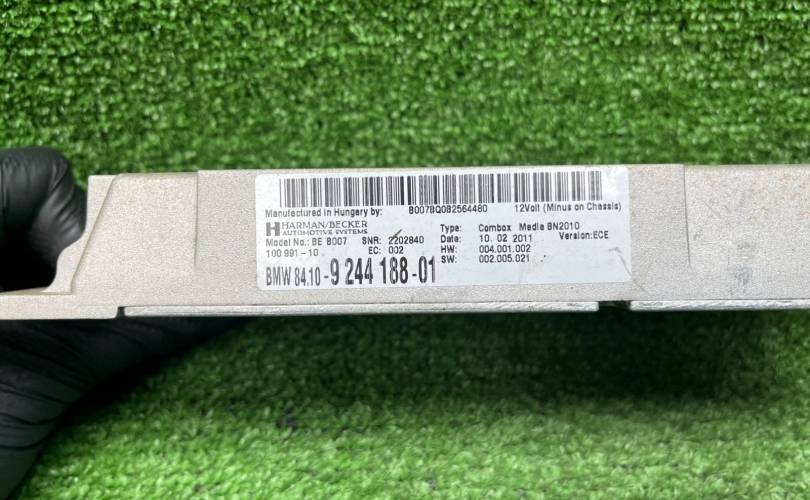 Manufactured in Hungary by: B007BQ0B2564480 12Volt (Minus on Chassis)
HARMAN/BECKER
AUTOMOTIVE SYSTEMS
Type: Combox Media BN2010
Model No.: BE B007 SNR: 2202840 Date: 10. 02 2011 Version:ECE
100 991-10 EC: 002 HW: 004.001.002
SW: 002.005.021
BMW 84.10-9 244 188-01